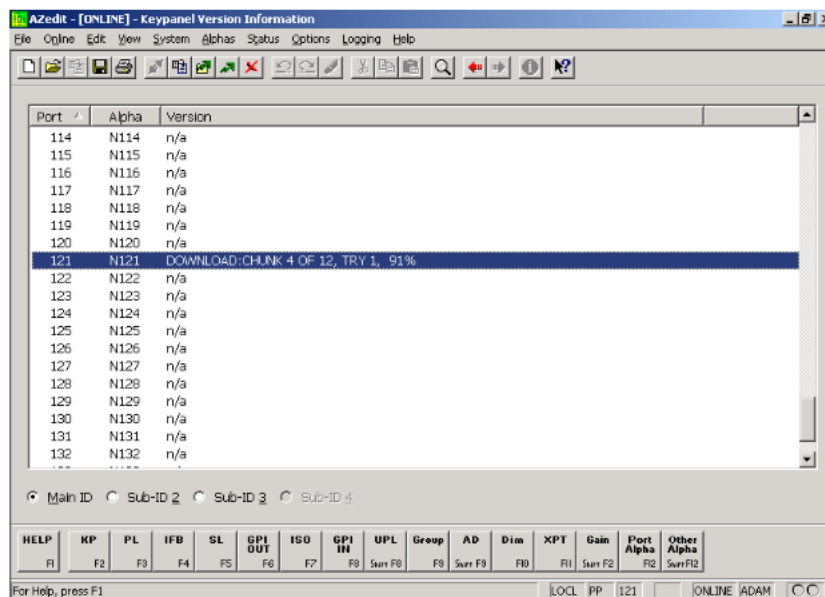 AZedit - [ONLINE] - Keypanel Version Information
File Online Edit View System Alphas Status Options Logging Help
Port Alpha Version
114 N114 n/a
115 N115 n/a
116 N116 n/a
117 N117 n/a
118 N118 n/a
119 N119 n/a
120 N120 n/a
121 N121 DOWNLOAD:CHUNK 4 OF 12, TRY 1, 91%
122 N122 n/a
123 N123 n/a
124 N124 n/a
125 N125 n/a
126 N126 n/a
127 N127 n/a
128 N128 n/a
129 N129 n/a
130 N130 n/a
131 N131 n/a
132 N132 n/a
Main ID Sub-ID 2 Sub-ID 3 Sub-ID 4
HELP KP PL IFB SL GPI OUT ISO GPI IN UPL Group AD Dim XPT Gain Port Alpha Other Alpha
F1 F2 F3 F4 F5 F6 F7 F8 Shift F8 F9 Shift F9 F10 F11 Shift F2 F12 Shift F12
For Help, press F1 LOCL PP 121 ONLINE ADAM